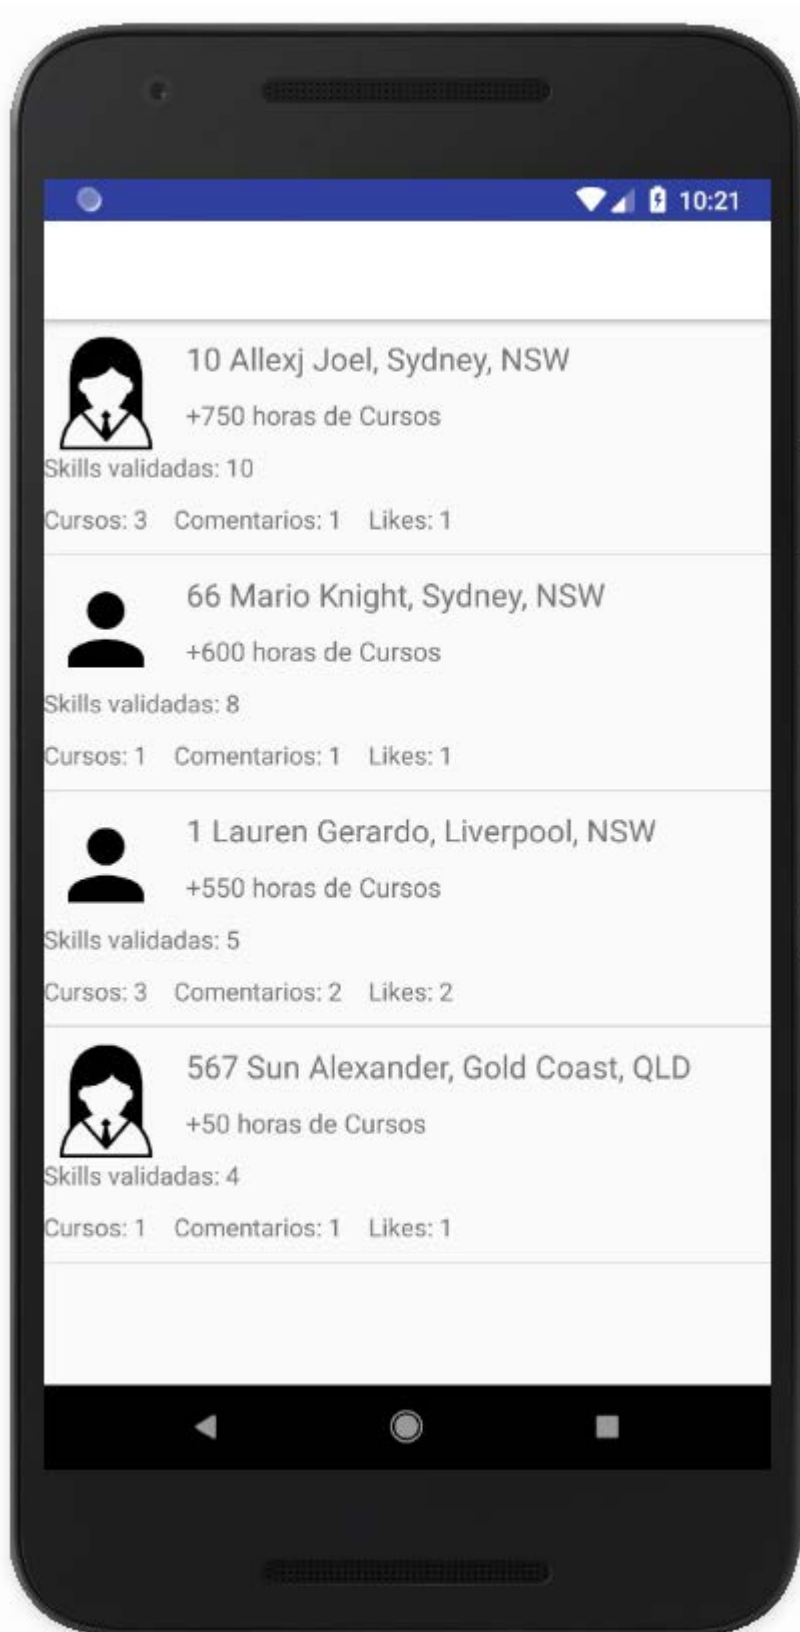 10:21
10 Allexj Joel, Sydney, NSW
+750 horas de Cursos
Skills validadas: 10
Cursos: 3 Comentarios: 1 Likes: 1
66 Mario Knight, Sydney, NSW
+600 horas de Cursos
Skills validadas: 8
Cursos: 1 Comentarios: 1 Likes: 1
1 Lauren Gerardo, Liverpool, NSW
+550 horas de Cursos
Skills validadas: 5
Cursos: 3 Comentarios: 2 Likes: 2
567 Sun Alexander, Gold Coast, QLD
+50 horas de Cursos
Skills validadas: 4
Cursos: 1 Comentarios: 1 Likes: 1